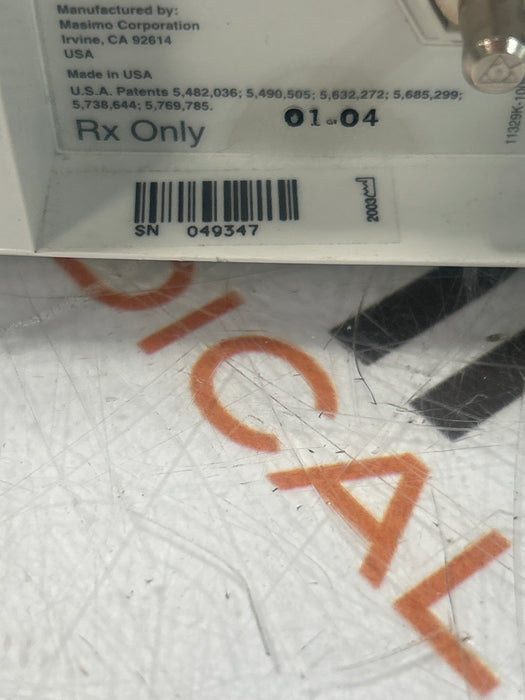 Manufactured by:
Masimo Corporation
Irvine, CA 92614
USA
Made in USA
U.S.A. Patents 5,482,036; 5,490,505; 5,632,272; 5,685,299;
5,738,644; 5,769,785.
Rx Only
01 04
SN 049347
2003
DICAL